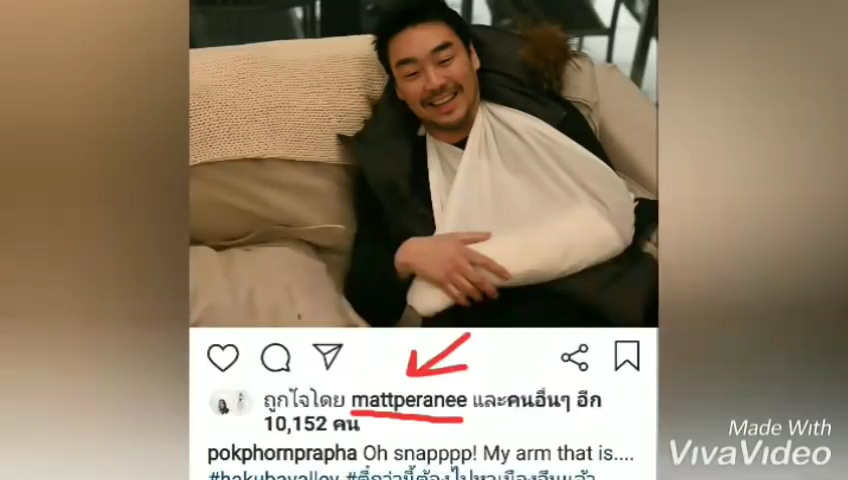 ถูกใจโดย mattperanee และคนอื่นๆ อีก
10,152 คน
pokphornprapha Oh snapppp! My arm that is....
#hakubavalley
Made With
VivaVideo